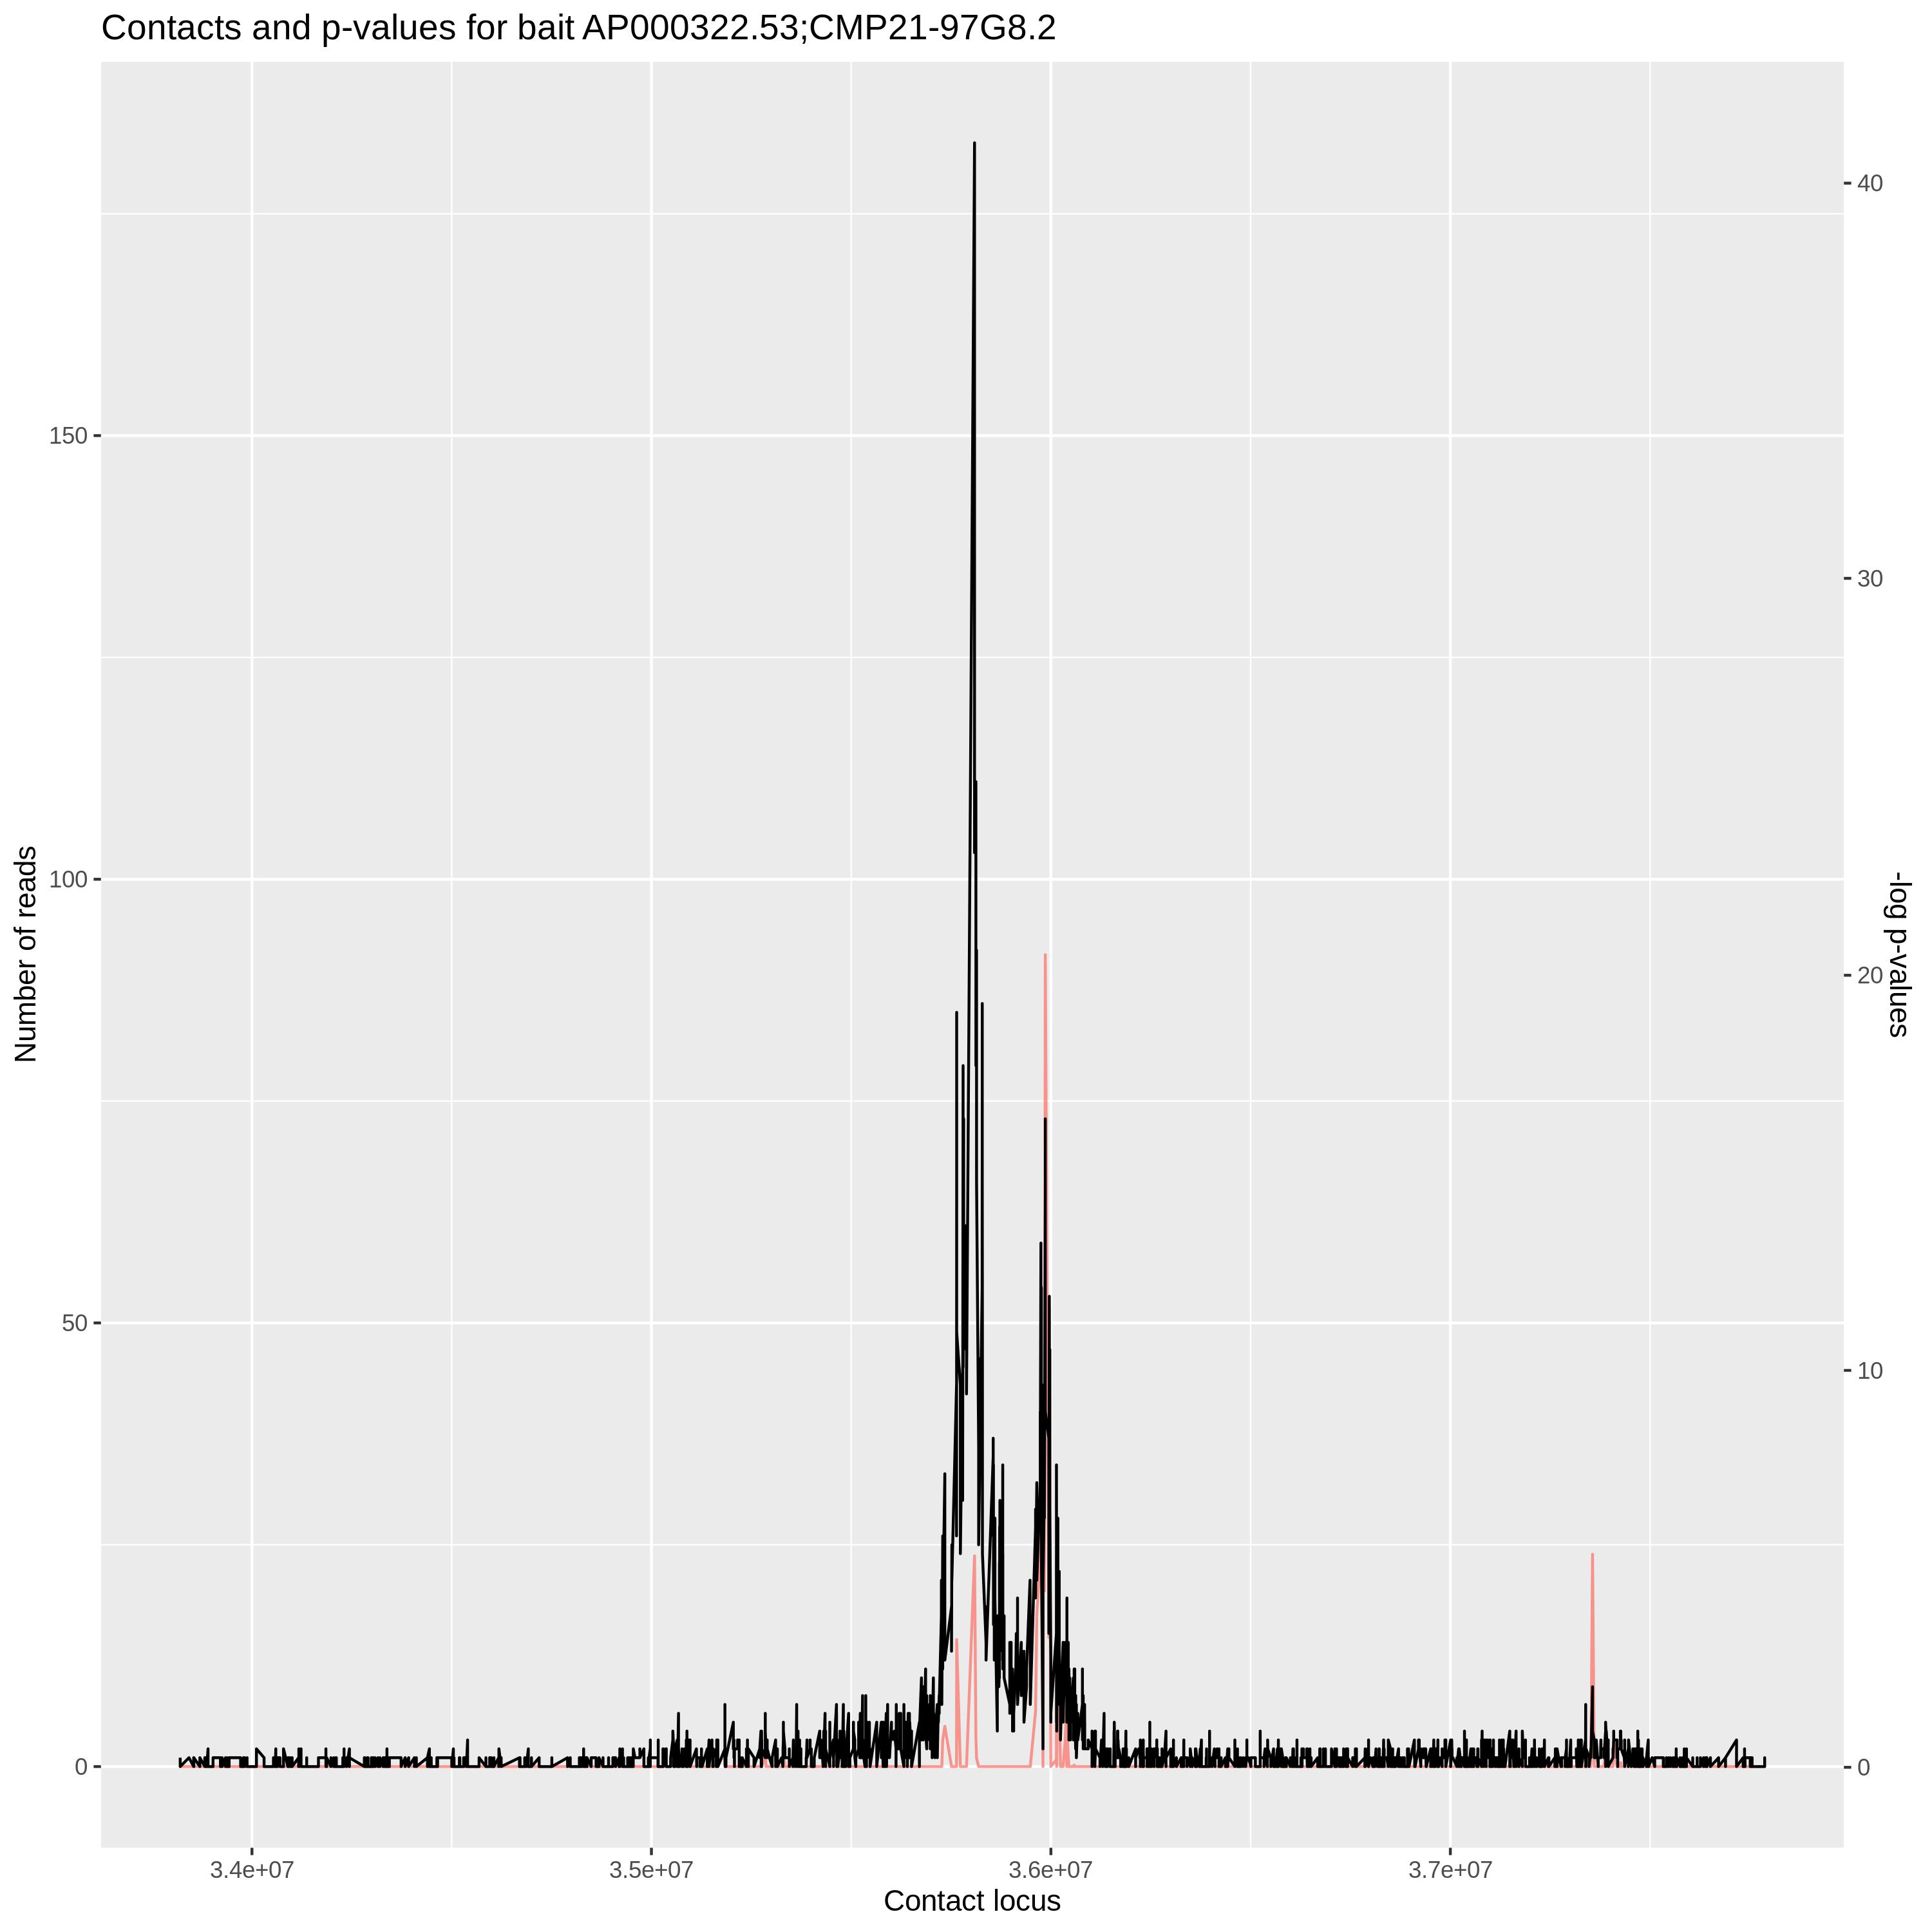 Contacts and p-values for bait AP000322.53;CMP21-97G8.2
Number of reads
150
100
50
0
40
30
20
10
0
-log p-values
3.4e+07
3.5e+07
3.6e+07
3.7e+07
Contact locus